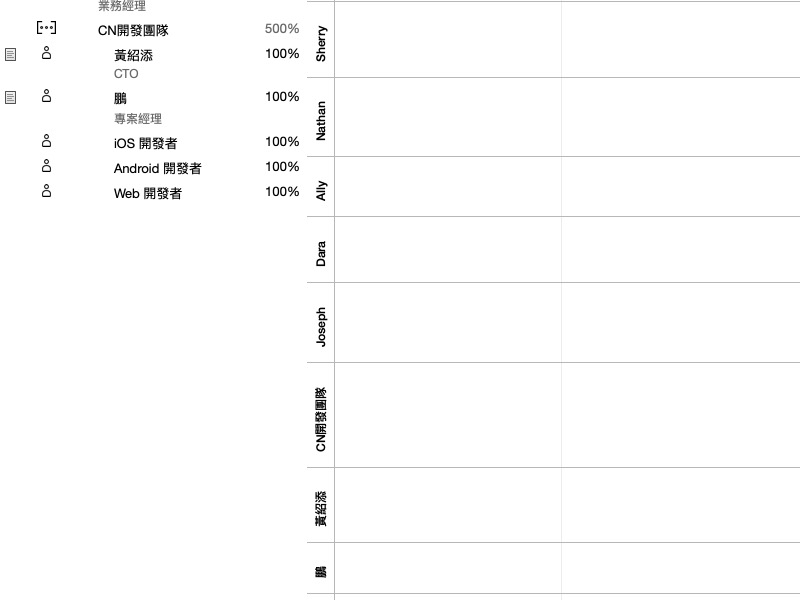 業務經理
CN開發團隊 500%
黃紹添 100%
CTO
鵬 100%
專案經理
iOS 開發者 100%
Android 開發者 100%
Web 開發者 100%
Sherry
Nathan
Ally
Dara
Joseph
CN開發團隊
黃紹添
鵬